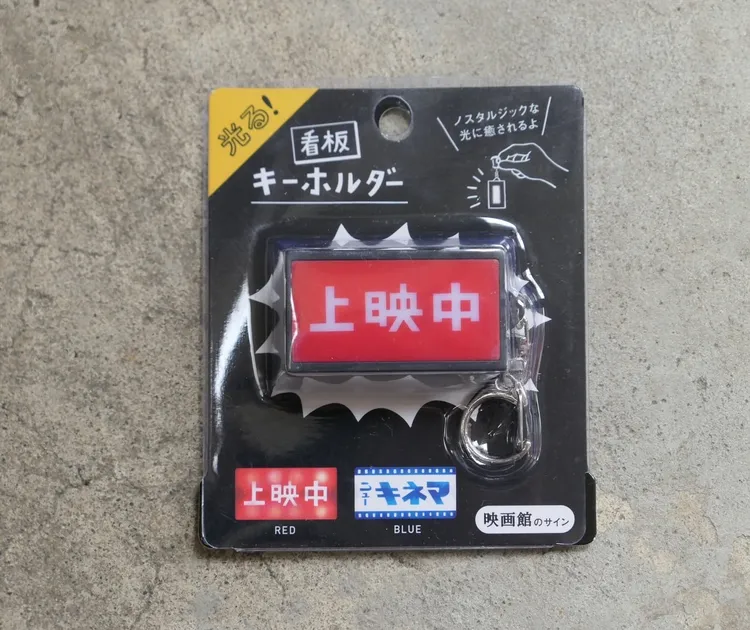 光る!
看板
キーホルダー
ノスタルジックな
光に癒されるよ
上映中
上映中
RED
ニュー
キネマ
BLUE
映画館のサイン